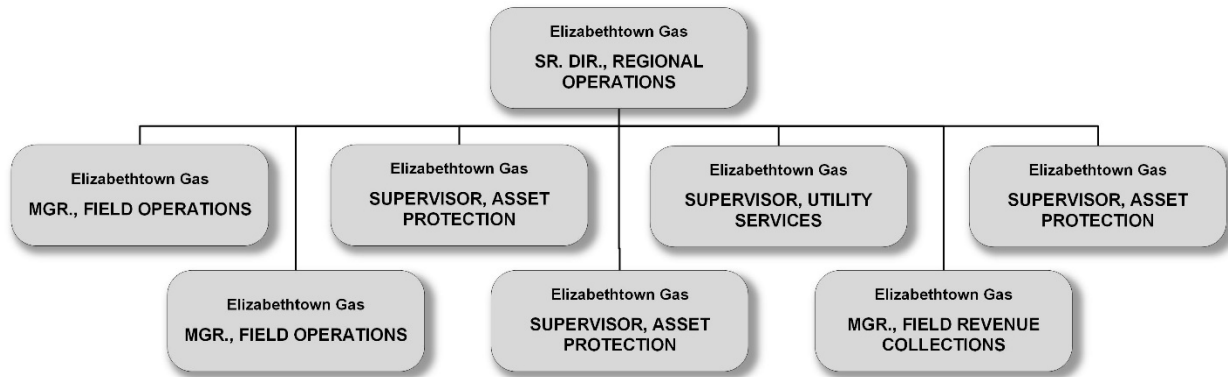 Elizabethtown Gas
SR. DIR., REGIONAL
OPERATIONS
Elizabethtown Gas
MGR., FIELD OPERATIONS
Elizabethtown Gas
SUPERVISOR, ASSET
PROTECTION
Elizabethtown Gas
SUPERVISOR, UTILITY
SERVICES
Elizabethtown Gas
SUPERVISOR, ASSET
PROTECTION
Elizabethtown Gas
MGR., FIELD OPERATIONS
Elizabethtown Gas
SUPERVISOR, ASSET
PROTECTION
Elizabethtown Gas
MGR., FIELD REVENUE
COLLECTIONS